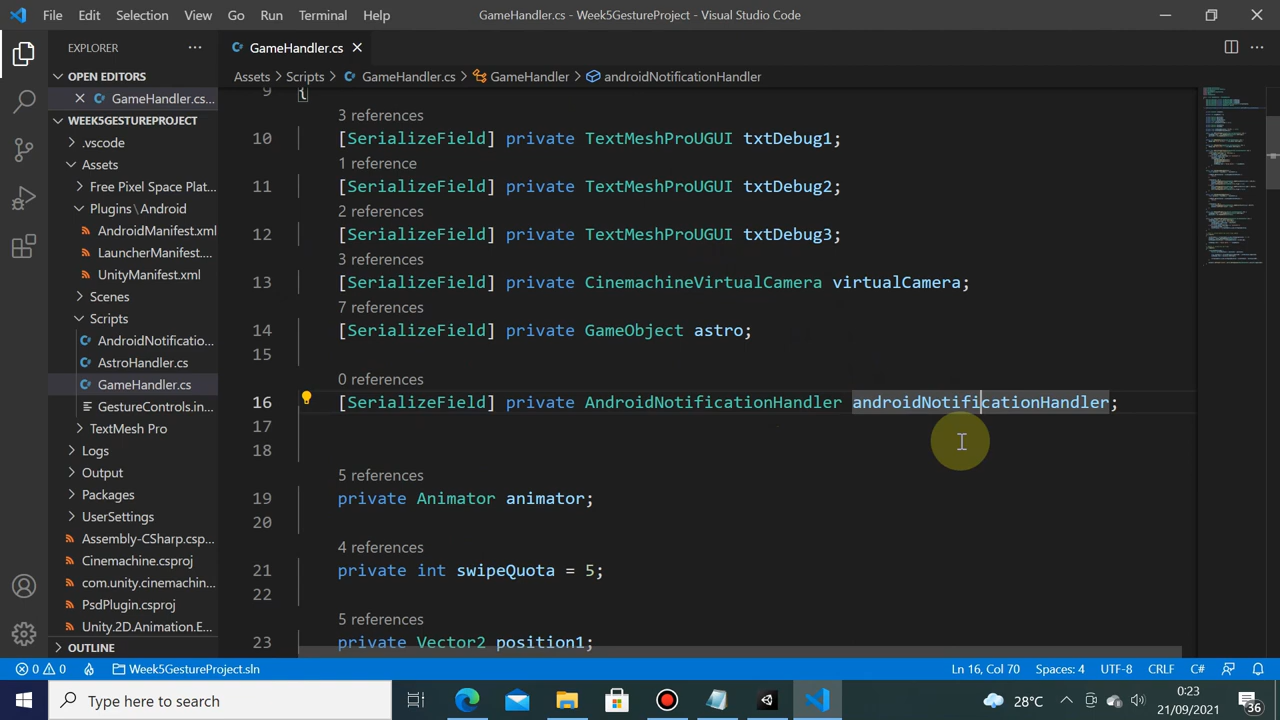 File Edit Selection View Go Run Terminal Help GameHandler.cs - Week5GestureProject - Visual Studio Code
EXPLORER
OPEN EDITORS
GameHandler.cs...
WEEK5GESTUREPROJECT
.vscode
Assets
Free Pixel Space Plat...
Plugins\Android
AndroidManifest.xml
LauncherManifest....
UnityManifest.xml
Scenes
Scripts
AndroidNotificatio...
AstroHandler.cs
GameHandler.cs
GestureControls.in...
TextMesh Pro
Logs
Output
Packages
UserSettings
Assembly-CSharp.csp...
Cinemachine.csproj
com.unity.cinemachin...
PsdPlugin.csproj
Unity.2D.Animation.E...
OUTLINE
GameHandler.cs
Assets > Scripts > GameHandler.cs > GameHandler > androidNotificationHandler
9 {
3 references
10 [SerializeField] private TextMeshProUGUI txtDebug1;
1 reference
11 [SerializeField] private TextMeshProUGUI txtDebug2;
2 references
12 [SerializeField] private TextMeshProUGUI txtDebug3;
3 references
13 [SerializeField] private CinemachineVirtualCamera virtualCamera;
7 references
14 [SerializeField] private GameObject astro;
15
0 references
16 [SerializeField] private AndroidNotificationHandler androidNotificationHandler;
17
18
5 references
19 private Animator animator;
20
4 references
21 private int swipeQuota = 5;
22
5 references
23 private Vector2 position1;
0 0 Week5GestureProject.sln Ln 16, Col 70 Spaces: 4 UTF-8 CRLF C#
Type here to search 28°C 0:23
21/09/2021 36